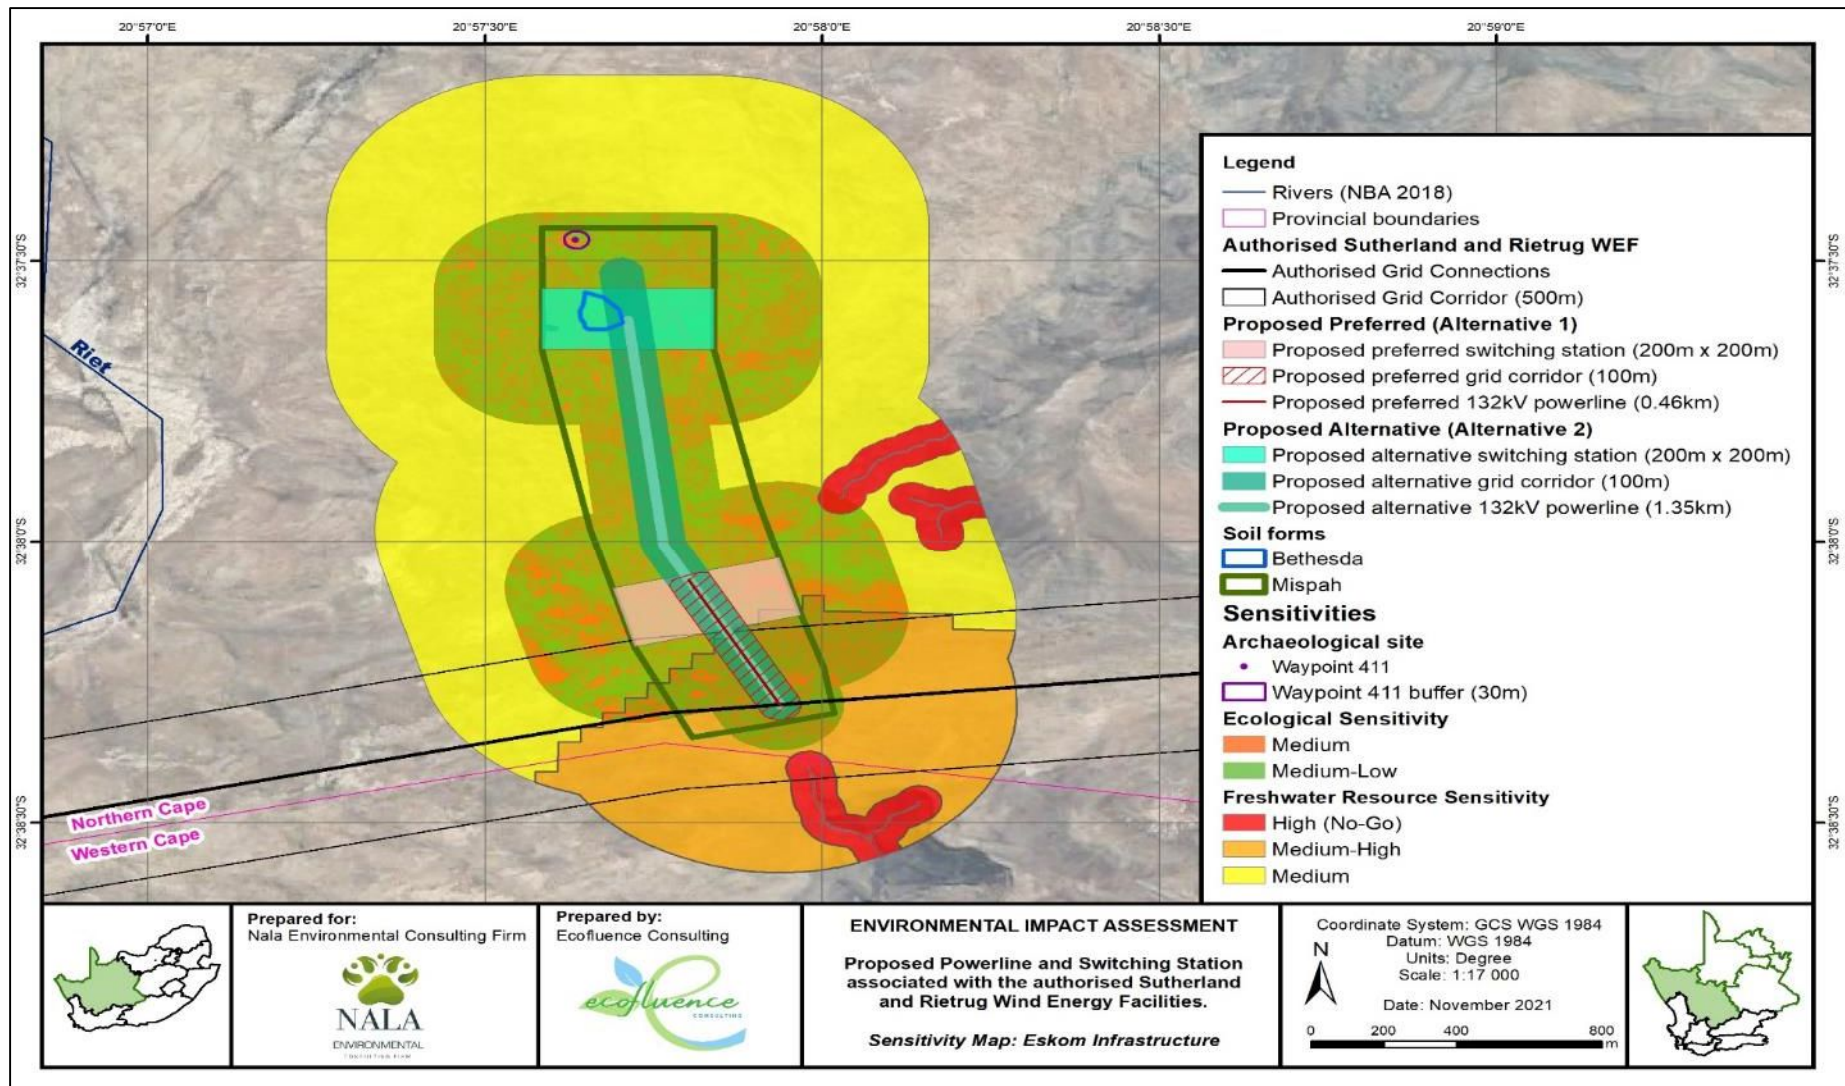 20°57'0"E
20°57'30"E
20°58'0"E
20°58'30"E
20°59'0"E
32°37'30"S
32°38'0"S
32°38'30"S
32°37'30"S
32°38'0"S
32°38'30"S
Riet
Northern Cape
Western Cape
Legend
Rivers (NBA 2018)
Provincial boundaries
Authorised Sutherland and Rietrug WEF
Authorised Grid Connections
Authorised Grid Corridor (500m)
Proposed Preferred (Alternative 1)
Proposed preferred switching station (200m x 200m)
Proposed preferred grid corridor (100m)
Proposed preferred 132kV powerline (0.46km)
Proposed Alternative (Alternative 2)
Proposed alternative switching station (200m x 200m)
Proposed alternative grid corridor (100m)
Proposed alternative 132kV powerline (1.35km)
Soil forms
Bethesda
Mispah
Sensitivities
Archaeological site
Waypoint 411
Waypoint 411 buffer (30m)
Ecological Sensitivity
Medium
Medium-Low
Freshwater Resource Sensitivity
High (No-Go)
Medium-High
Medium
Prepared for:
Nala Environmental Consulting Firm
NALA
ENVIRONMENTAL
CONSULTING FIRM
Prepared by:
Ecofluence Consulting
ecofluence
CONSULTING
ENVIRONMENTAL IMPACT ASSESSMENT
Proposed Powerline and Switching Station
associated with the authorised Sutherland
and Rietrug Wind Energy Facilities.
Sensitivity Map: Eskom Infrastructure
Coordinate System: GCS WGS 1984
Datum: WGS 1984
Units: Degree
Scale: 1:17 000
Date: November 2021
N
0 200 400 800
m